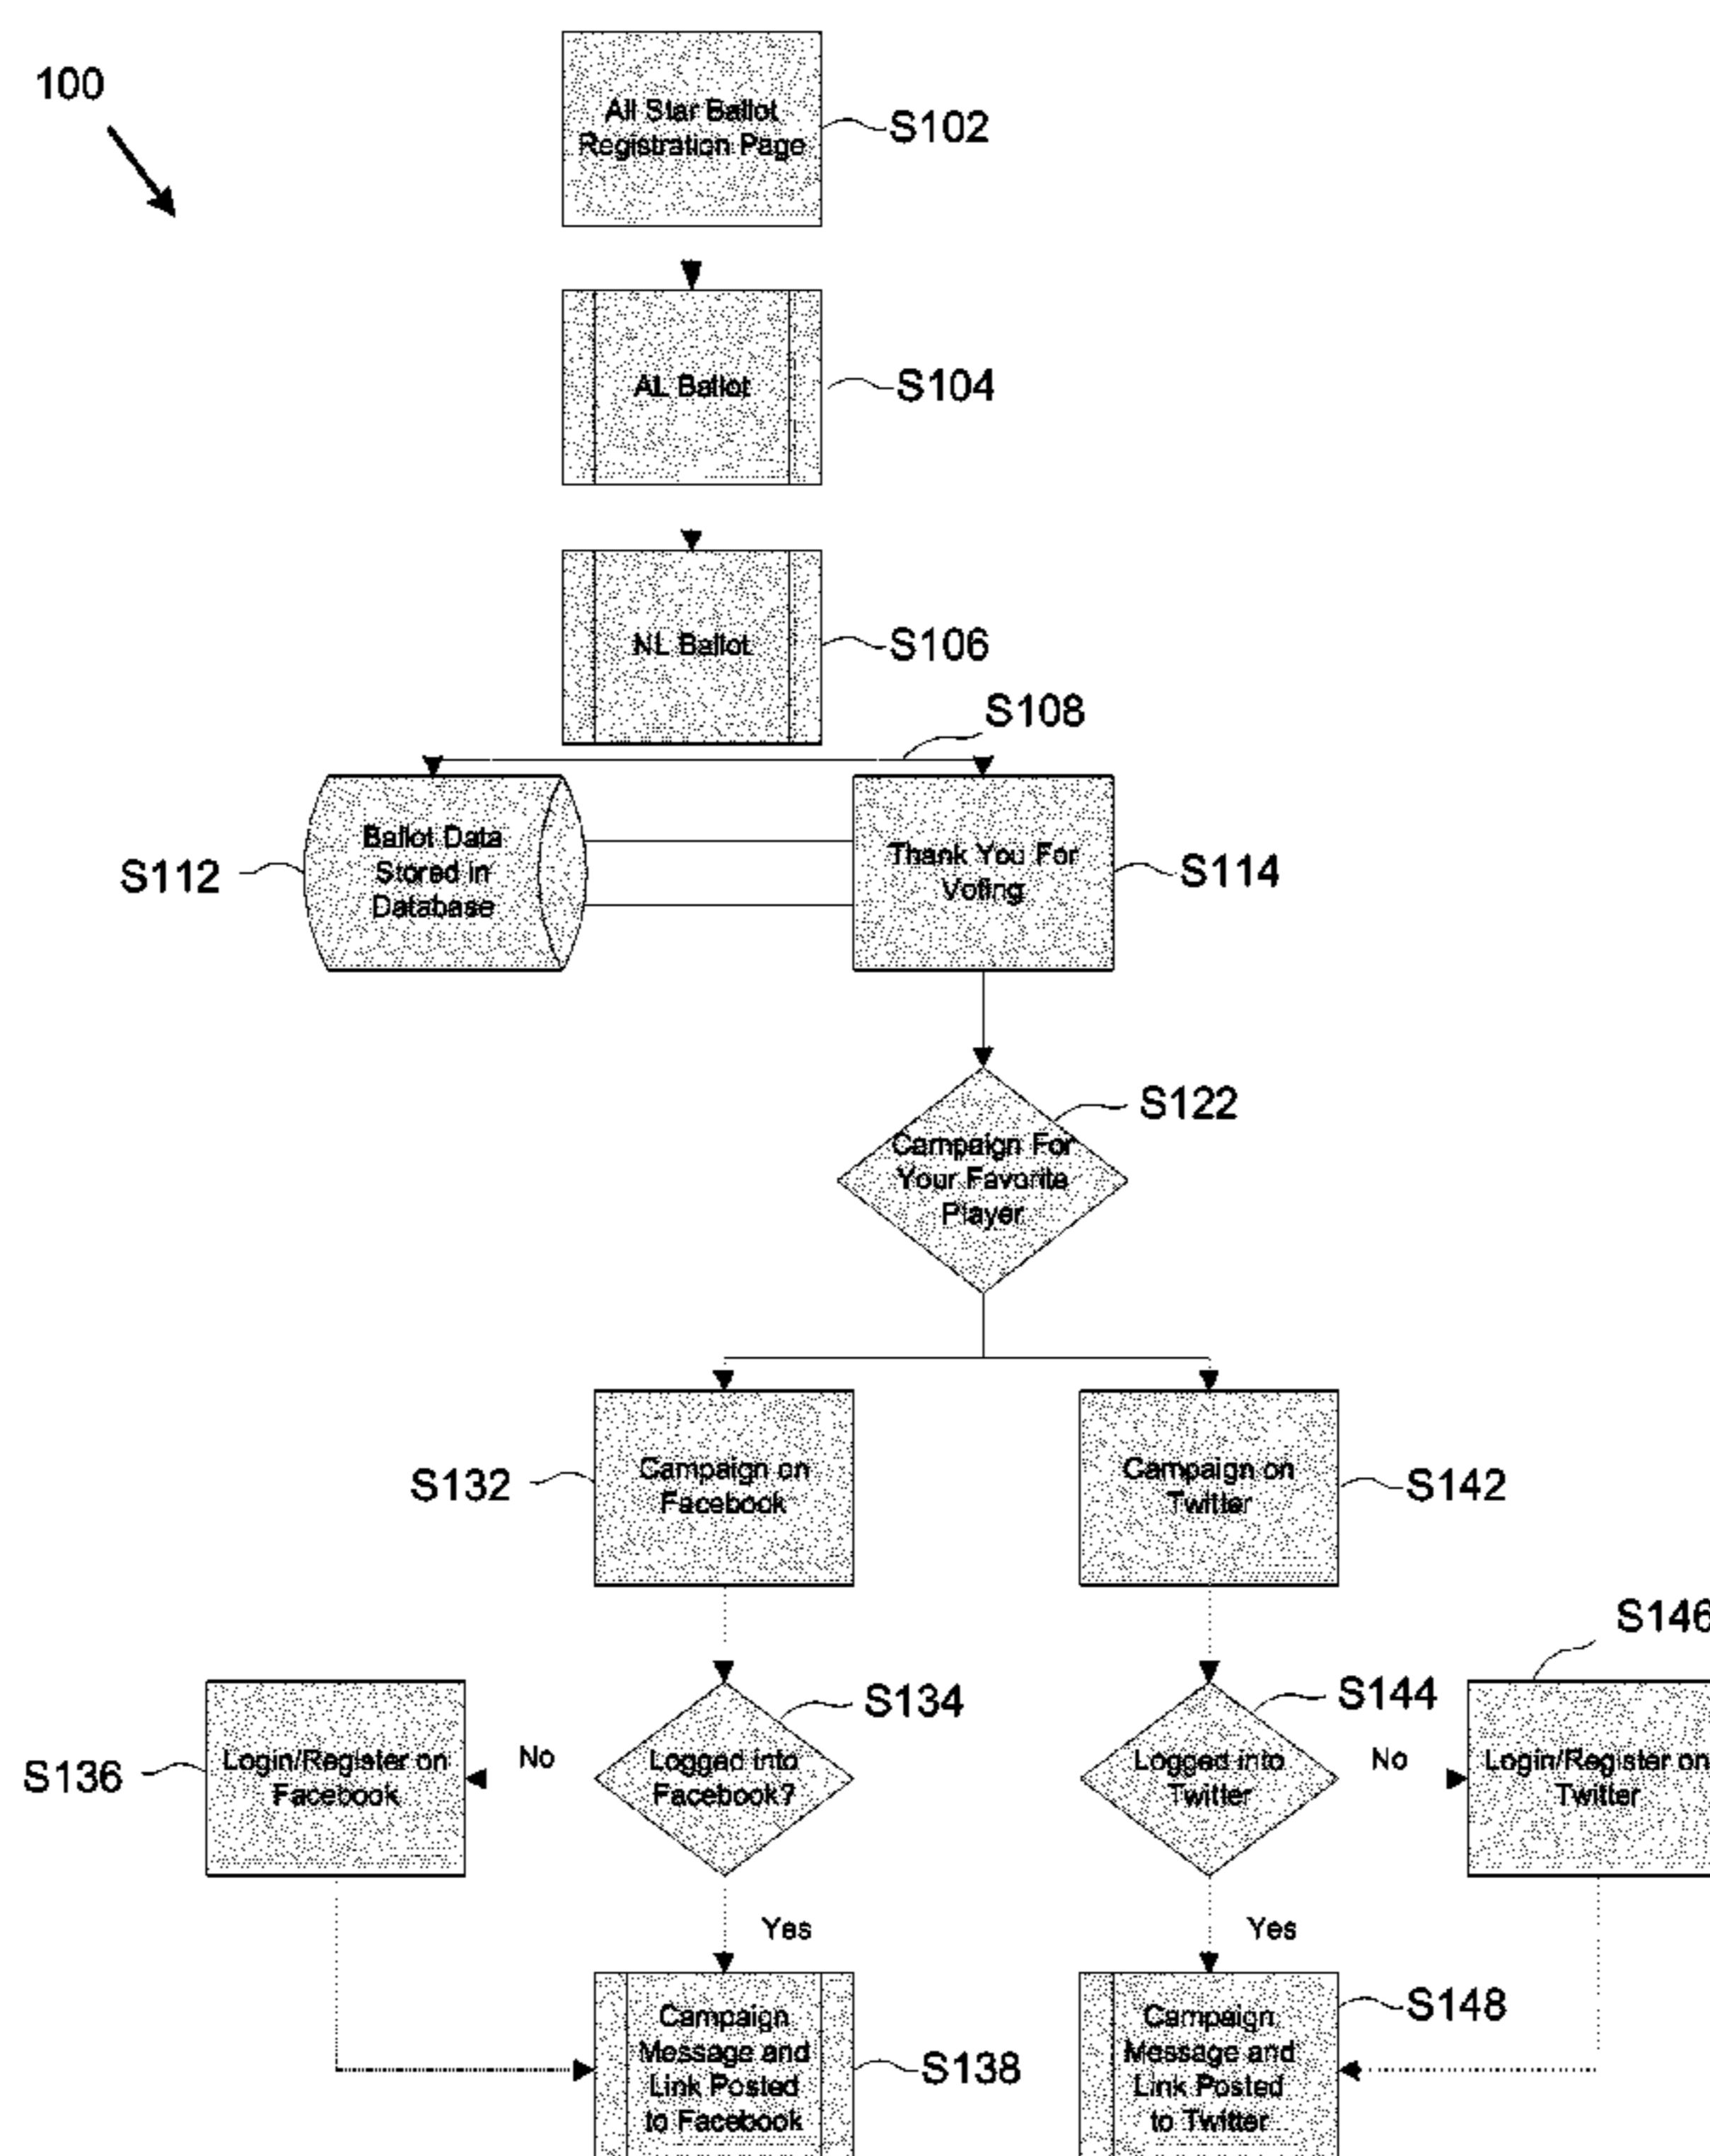 100
All Star Ballot
Registration Page
S102
AL Ballot
S104
NL Ballot
S106
S108
Ballot Data
Stored in
Database
S112
Thank You For
Voting
S114
Campaign For
Your Favorite
Player
S122
S132
Campaign on
Facebook
Campaign on
Twitter
S142
S146
S134
S144
S136
Login/Register on
Facebook
No
Logged into
Facebook?
Logged into
Twitter
No
Login/Register on
Twitter
Yes
Yes
Campaign
Message and
Link Posted
to Facebook
S138
Campaign
Message and
Link Posted
to Twitter
S148